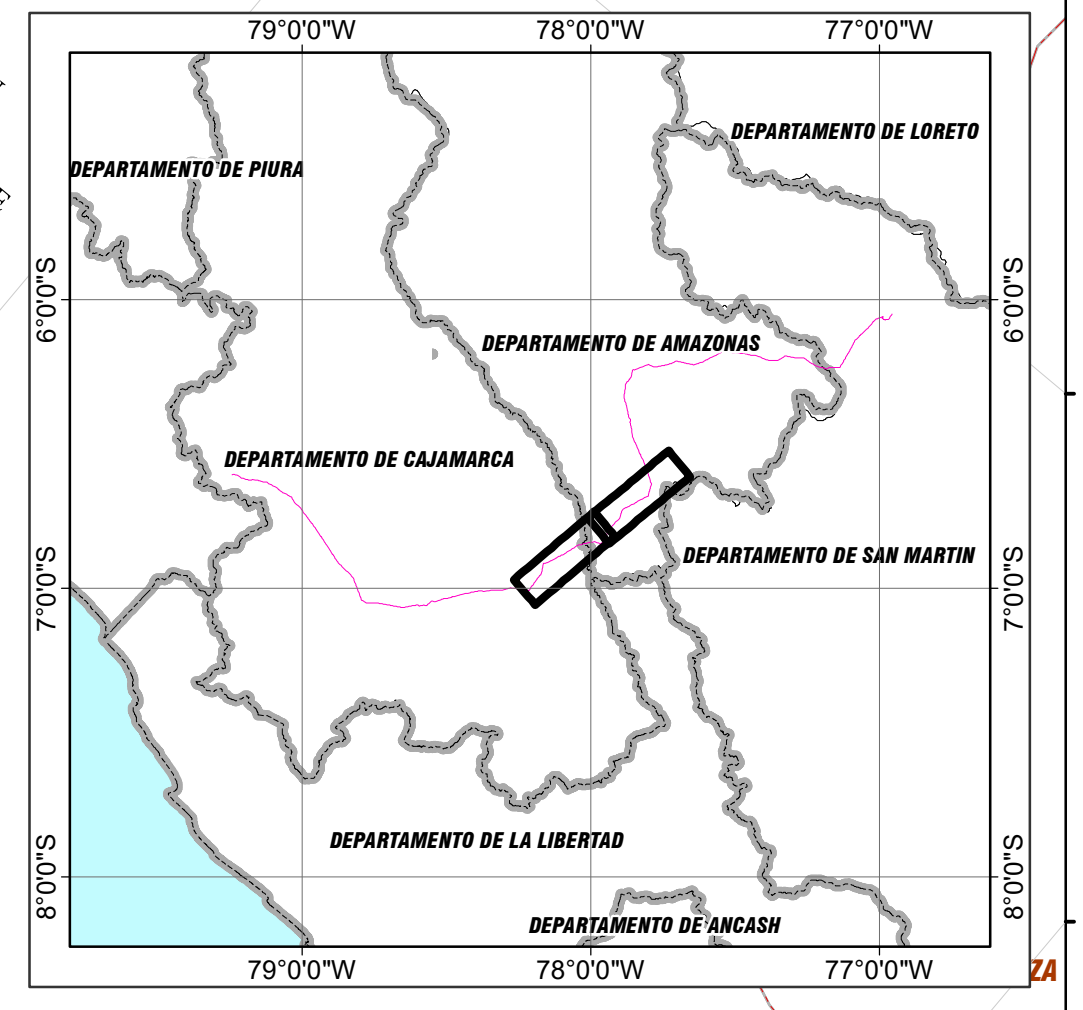 79°0'0"W 78°0'0"W 77°0'0"W
DEPARTAMENTO DE LORETO
DEPARTAMENTO DE PIURA
6°0'0"S 6°0'0"S
DEPARTAMENTO DE AMAZONAS
DEPARTAMENTO DE CAJAMARCA
DEPARTAMENTO DE SAN MARTIN
7°0'0"S 7°0'0"S
DEPARTAMENTO DE LA LIBERTAD
8°0'0"S 8°0'0"S
DEPARTAMENTO DE ANCASH
79°0'0"W 78°0'0"W 77°0'0"W
ZA